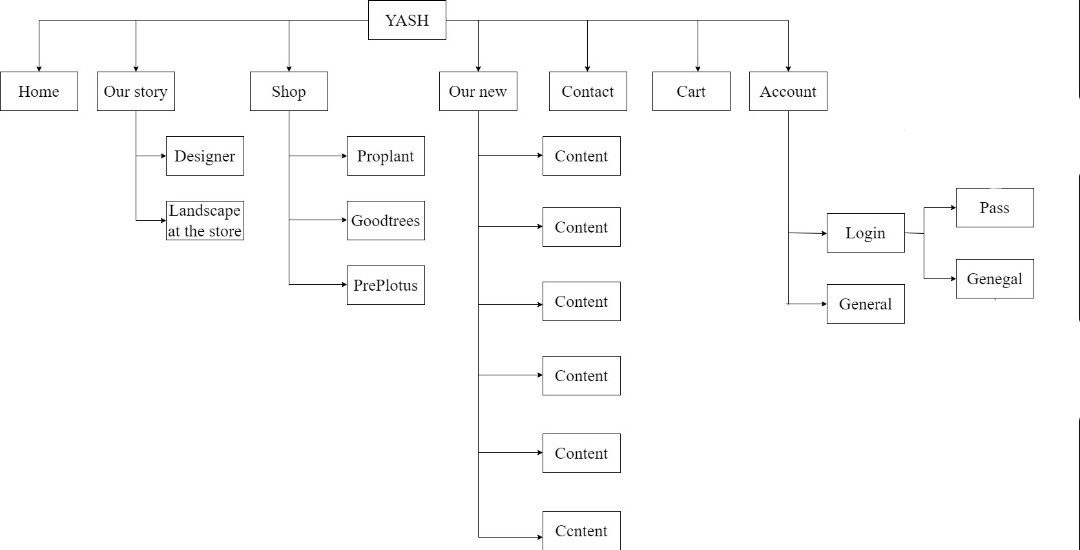 YASH
Home
Our story
Shop
Our new
Contact
Cart
Account
Designer
Landscape
at the store
Proplant
Goodtrees
PrePlotus
Content
Content
Content
Content
Content
Content
Login
General
Pass
Genegal